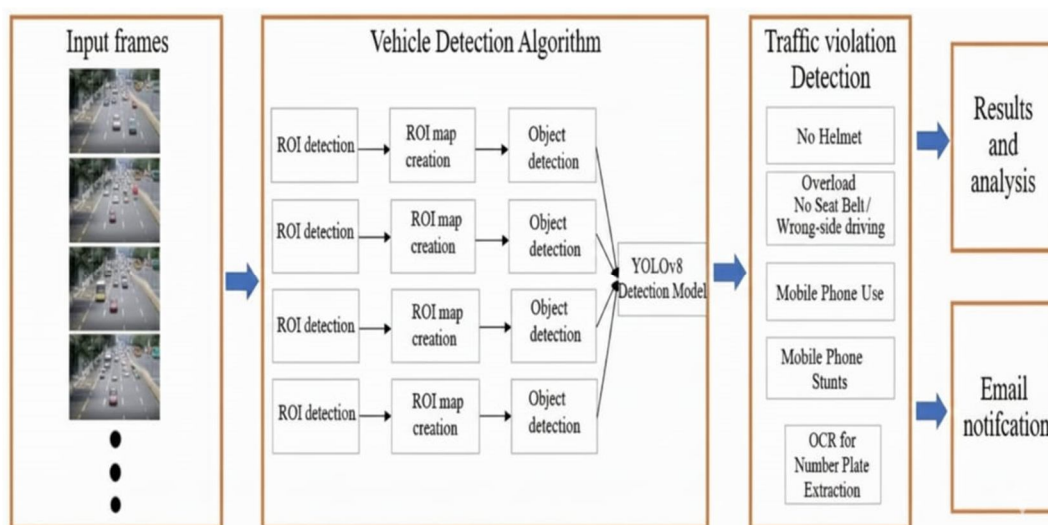 Input frames
Vehicle Detection Algorithm
ROI detection
ROI map
creation
Object
detection
ROI detection
ROI map
creation
Object
detection
ROI detection
ROI map
creation
Object
detection
ROI detection
ROI map
creation
Object
detection
YOLOv8
Detection Model
Traffic violation
Detection
No Helmet
Overload
No Seat Belt/
Wrong-side driving
Mobile Phone Use
Mobile Phone
Stunts
OCR for
Number Plate
Extraction
Results
and
analysis
Email
notifcation